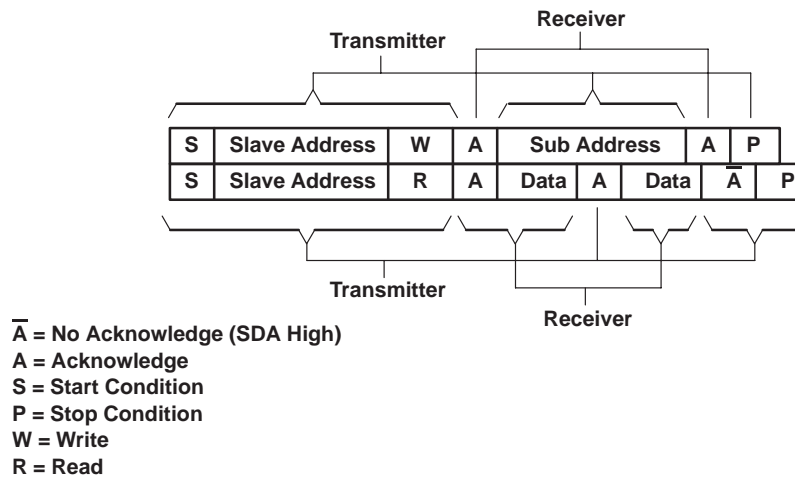 Receiver
Transmitter
S Slave Address W A Sub Address A P
S Slave Address R A Data A Data A̅ P
Transmitter
Receiver
A̅ = No Acknowledge (SDA High)
A = Acknowledge
S = Start Condition
P = Stop Condition
W = Write
R = Read